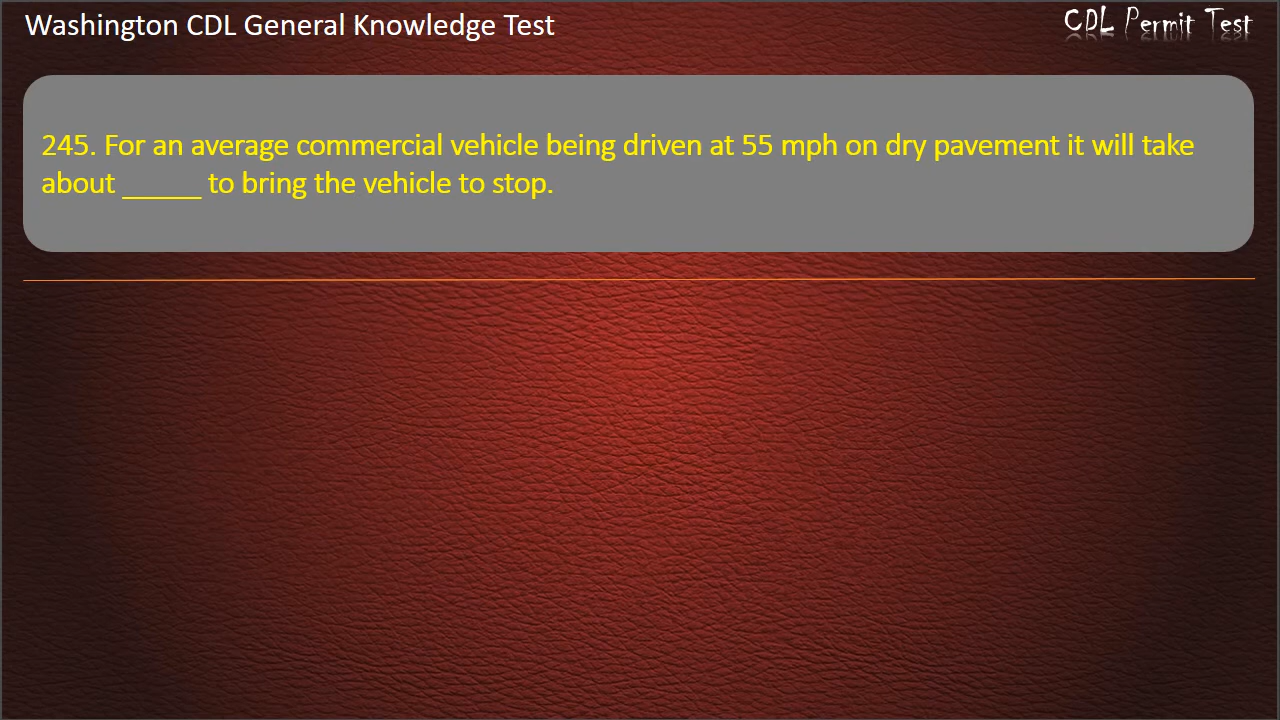 Washington CDL General Knowledge Test
CDL Permit Test
245. For an average commercial vehicle being driven at 55 mph on dry pavement it will take
about _____ to bring the vehicle to stop.